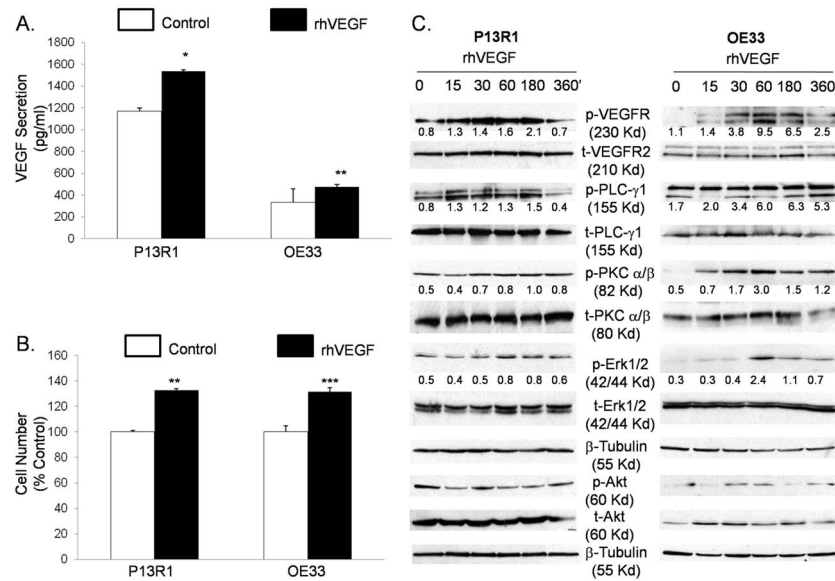 A.
Control
rhVEGF
1800
1600
1400
1200
1000
800
600
400
200
0
VEGF Secretion
(pg/ml)
*
**
P13R1
OE33
B.
Control
rhVEGF
160
140
120
100
80
60
40
20
0
Cell Number
(% Control)
**
***
P13R1
OE33
C.
P13R1
rhVEGF
0 15 30 60 180 360'
OE33
rhVEGF
0 15 30 60 180 360'
p-VEGFR
(230 Kd)
0.8 1.3 1.4 1.6 2.1 0.7
1.1 1.4 3.8 9.5 6.5 2.5
t-VEGFR2
(210 Kd)
p-PLC-γ1
(155 Kd)
0.8 1.3 1.2 1.3 1.5 0.4
1.7 2.0 3.4 6.0 6.3 5.3
t-PLC-γ1
(155 Kd)
p-PKC α/β
(82 Kd)
0.5 0.4 0.7 0.8 1.0 0.8
0.5 0.7 1.7 3.0 1.5 1.2
t-PKC α/β
(80 Kd)
p-Erk1/2
(42/44 Kd)
0.5 0.4 0.5 0.8 0.8 0.6
0.3 0.3 0.4 2.4 1.1 0.7
t-Erk1/2
(42/44 Kd)
β-Tubulin
(55 Kd)
p-Akt
(60 Kd)
t-Akt
(60 Kd)
β-Tubulin
(55 Kd)